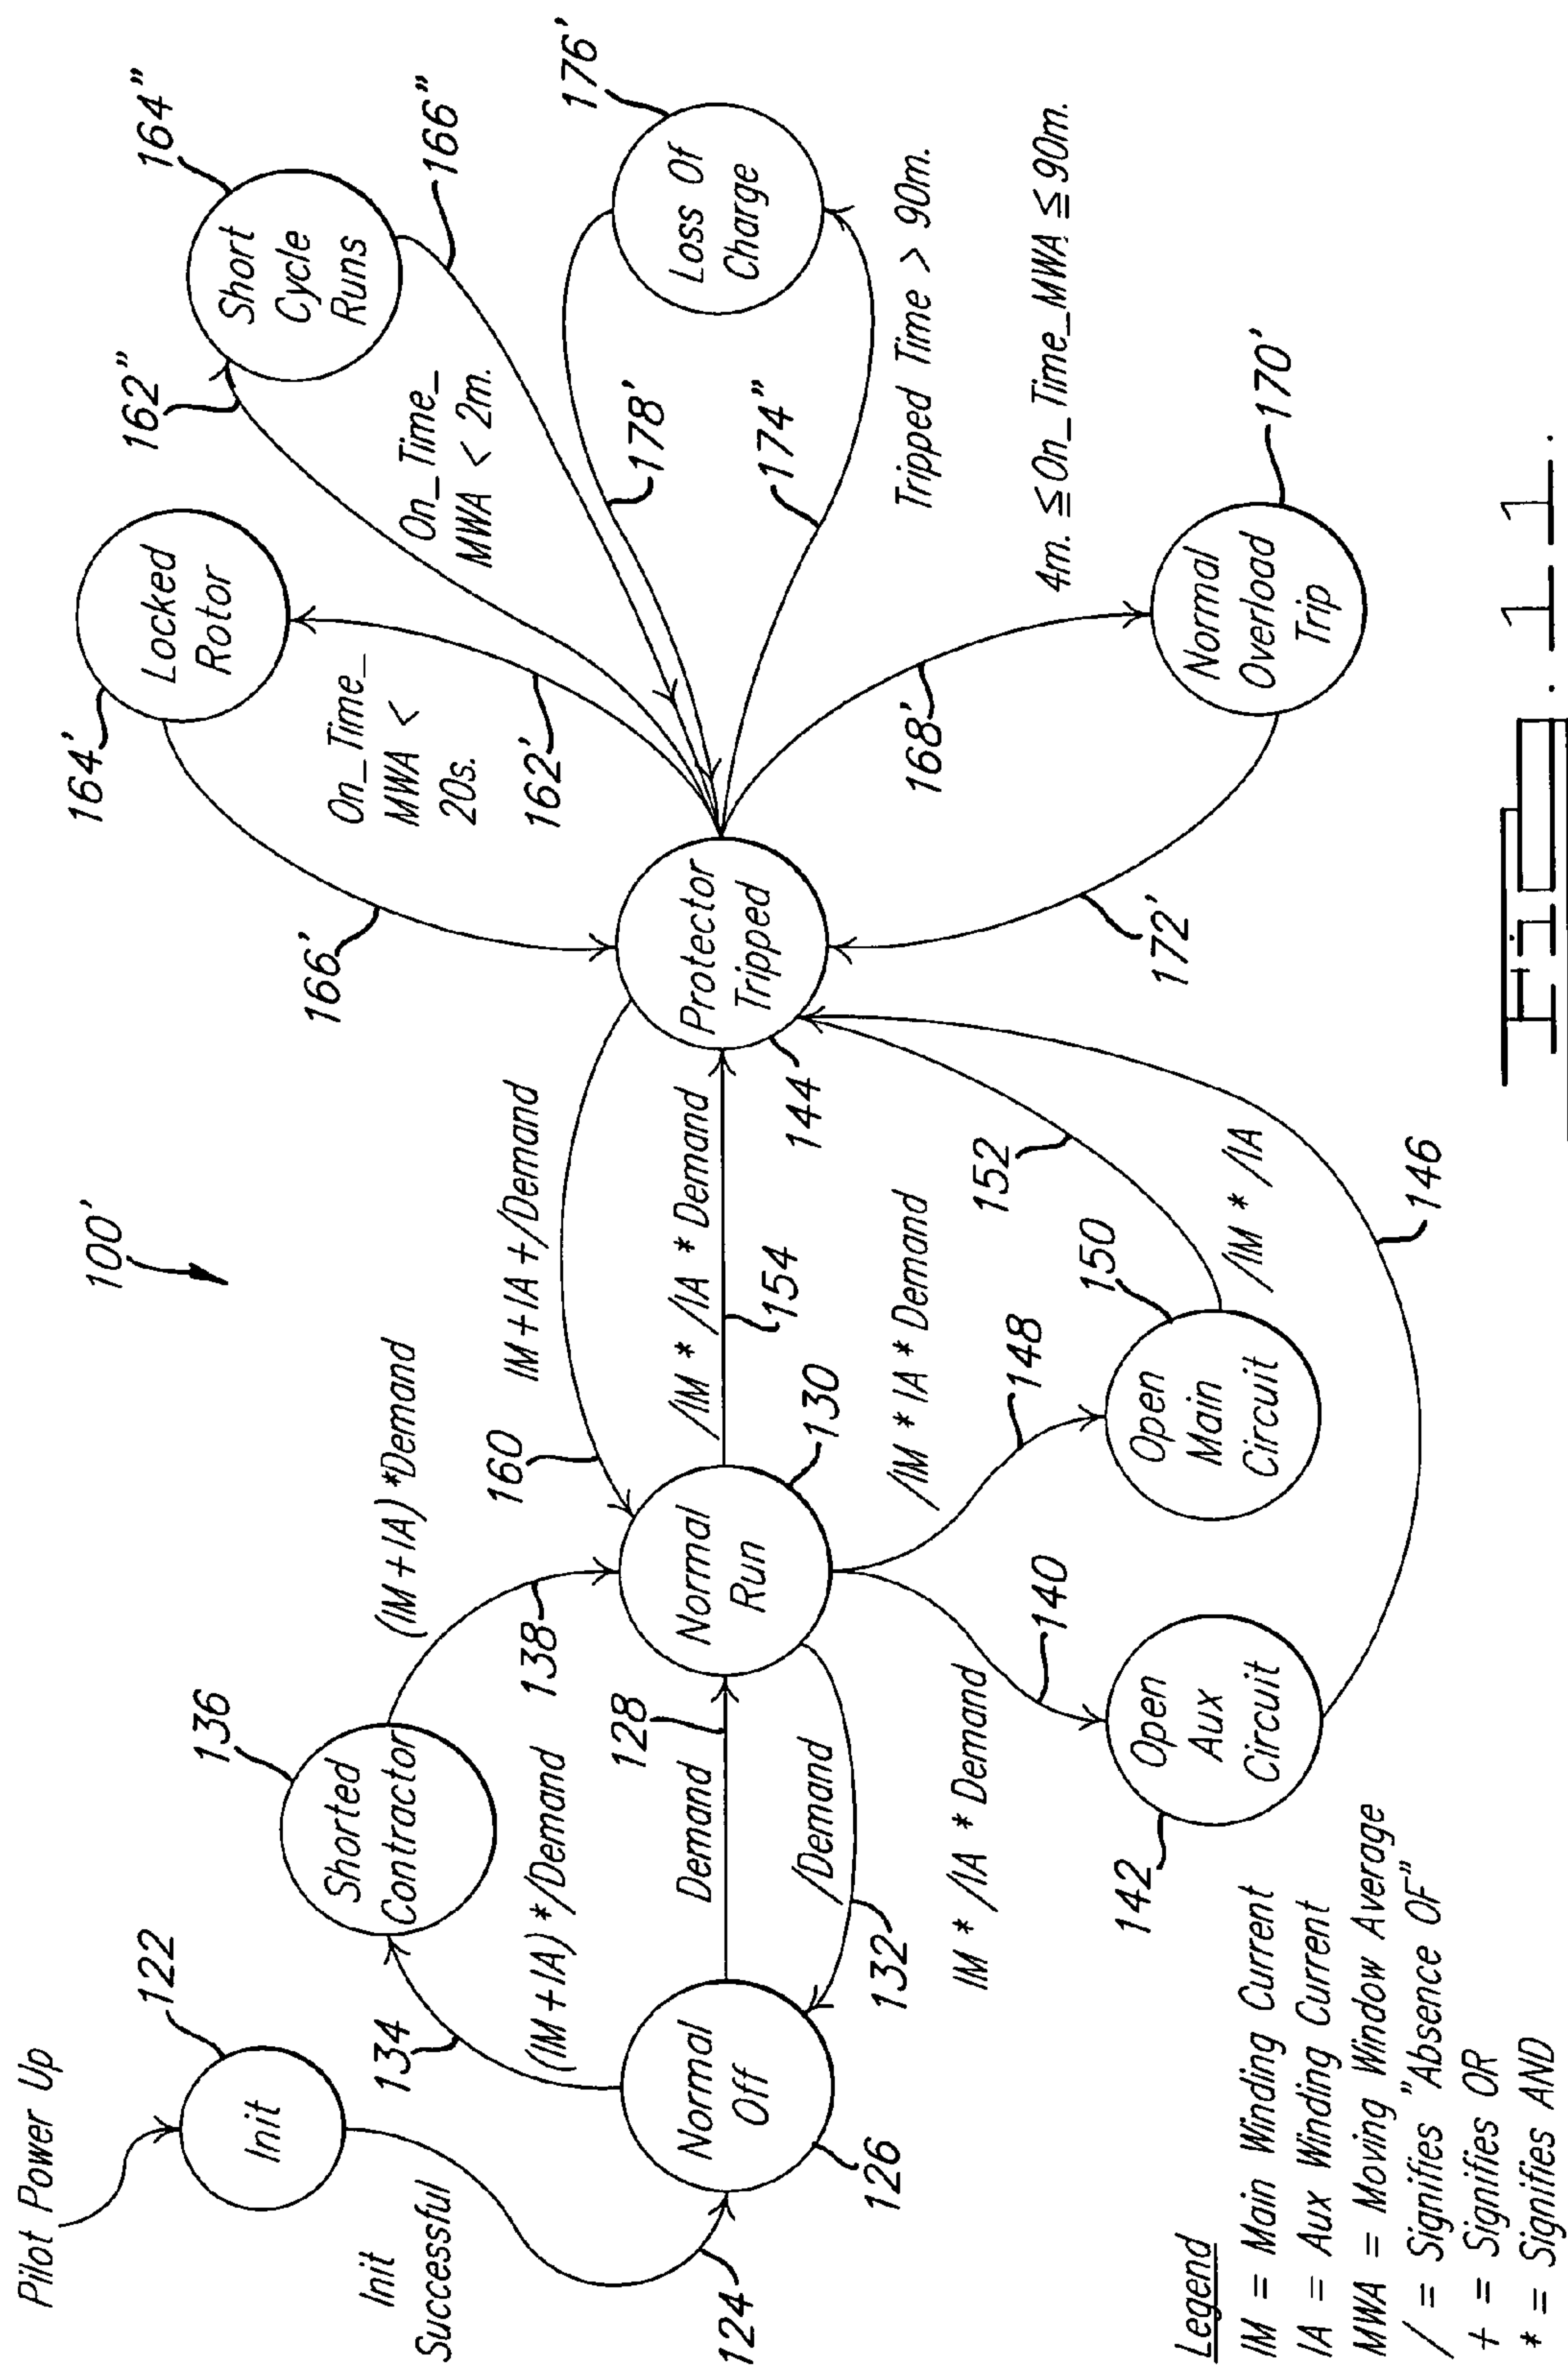 100'
Pilot Power Up
122
Init
Init
Successful
124
Normal
Off
126
134
(IM + IA) */Demand
136
Shorted
Contractor
(IM + IA) *Demand
138
128
Demand
/Demand
132
Normal
Run
130
160
IM + IA + /Demand
/IM * /IA * Demand
154
/IM * IA * Demand
148
140
IM * /IA * Demand
142
Open
Aux
Circuit
150
Open
Main
Circuit
152
/IM * /IA
146
Protector
Tripped
144
166'
164'
Locked
Rotor
On_Time_
MWA <
20s.
162'
162"
164"
Short
Cycle
Runs
166"
On_Time_
MWA < 2m.
178'
176'
Loss Of
Charge
174"
Tripped Time > 90m.
4m. ≦On_Time_MWA ≦ 90m.
168'
Normal
Overload
Trip
170'
172'
Legend
IM = Main Winding Current
IA = Aux Winding Current
MWA = Moving Window Average
/ = Signifies "Absence OF"
+ = Signifies OR
* = Signifies AND
Fig. 11.